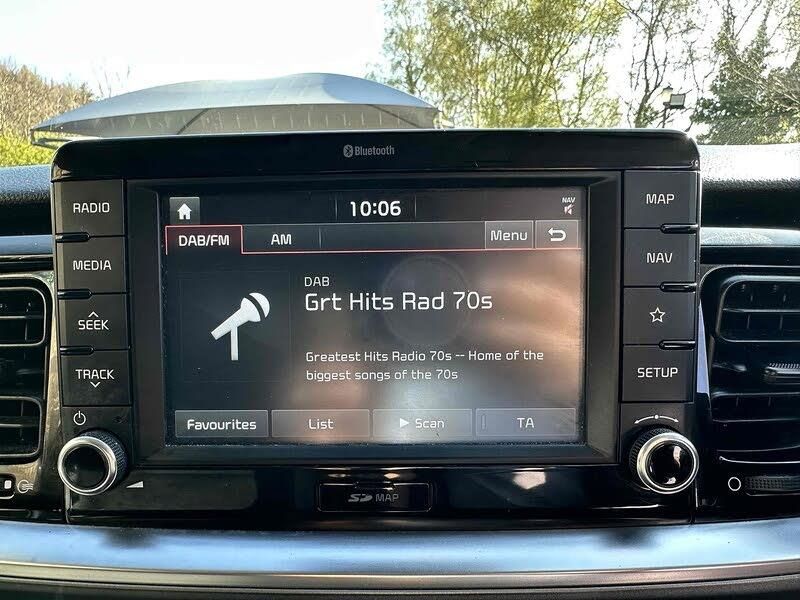 Bluetooth
RADIO
MEDIA
SEEK
TRACK
10:06
NAV
DAB/FM
AM
Menu
DAB
Grt Hits Rad 70s
Greatest Hits Radio 70s -- Home of the
biggest songs of the 70s
Favourites
List
Scan
TA
MAP
NAV
SETUP
SD MAP